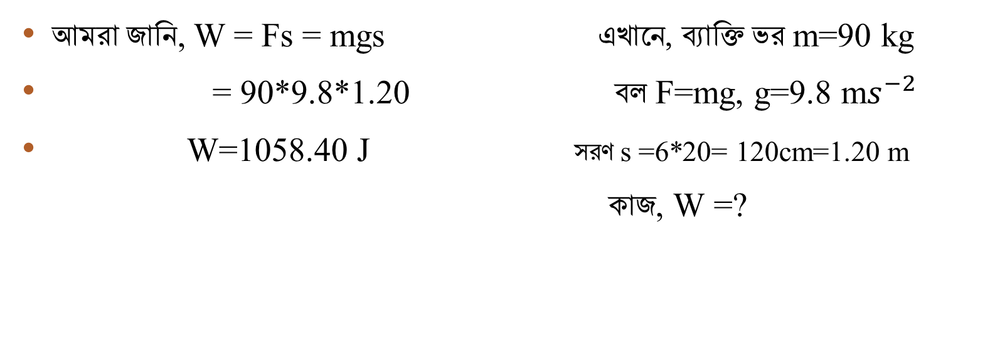 • আমরা জানি, W = Fs = mgs এখানে, ব্যাক্তি ভর m=90 kg
• = 90*9.8*1.20 বল F=mg, g=9.8 ms⁻²
• W=1058.40 J সরণ s =6*20= 120cm=1.20 m
কাজ, W =?